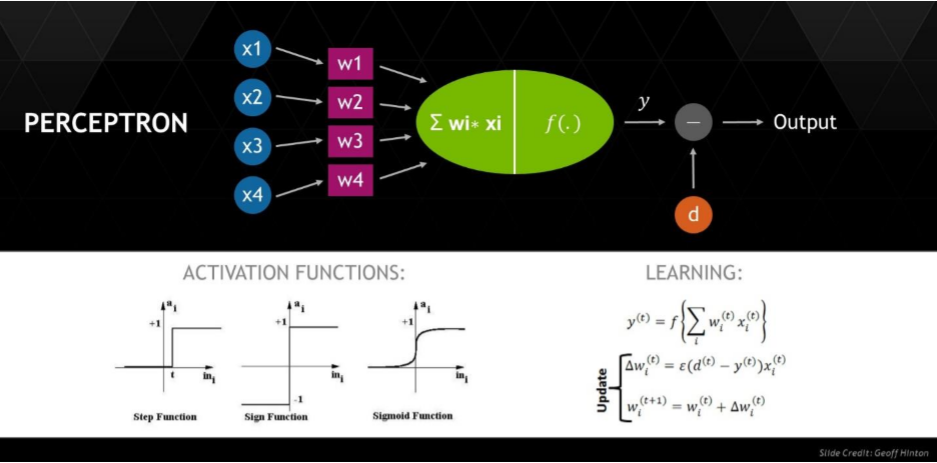 PERCEPTRON
x1
x2
x3
x4
w1
w2
w3
w4
∑ wi* xi
f(.)
y
−
Output
d
ACTIVATION FUNCTIONS:
a_i
+1
t
in_i
Step Function
a_i
+1
in_i
-1
Sign Function
a_i
+1
in_i
Sigmoid Function
LEARNING:
y^(t) = f{∑_i w_i^(t) x_i^(t)}
Update
Δw_i^(t) = ε(d^(t) − y^(t))x_i^(t)
w_i^(t+1) = w_i^(t) + Δw_i^(t)
Slide Credit: Geoff Hinton